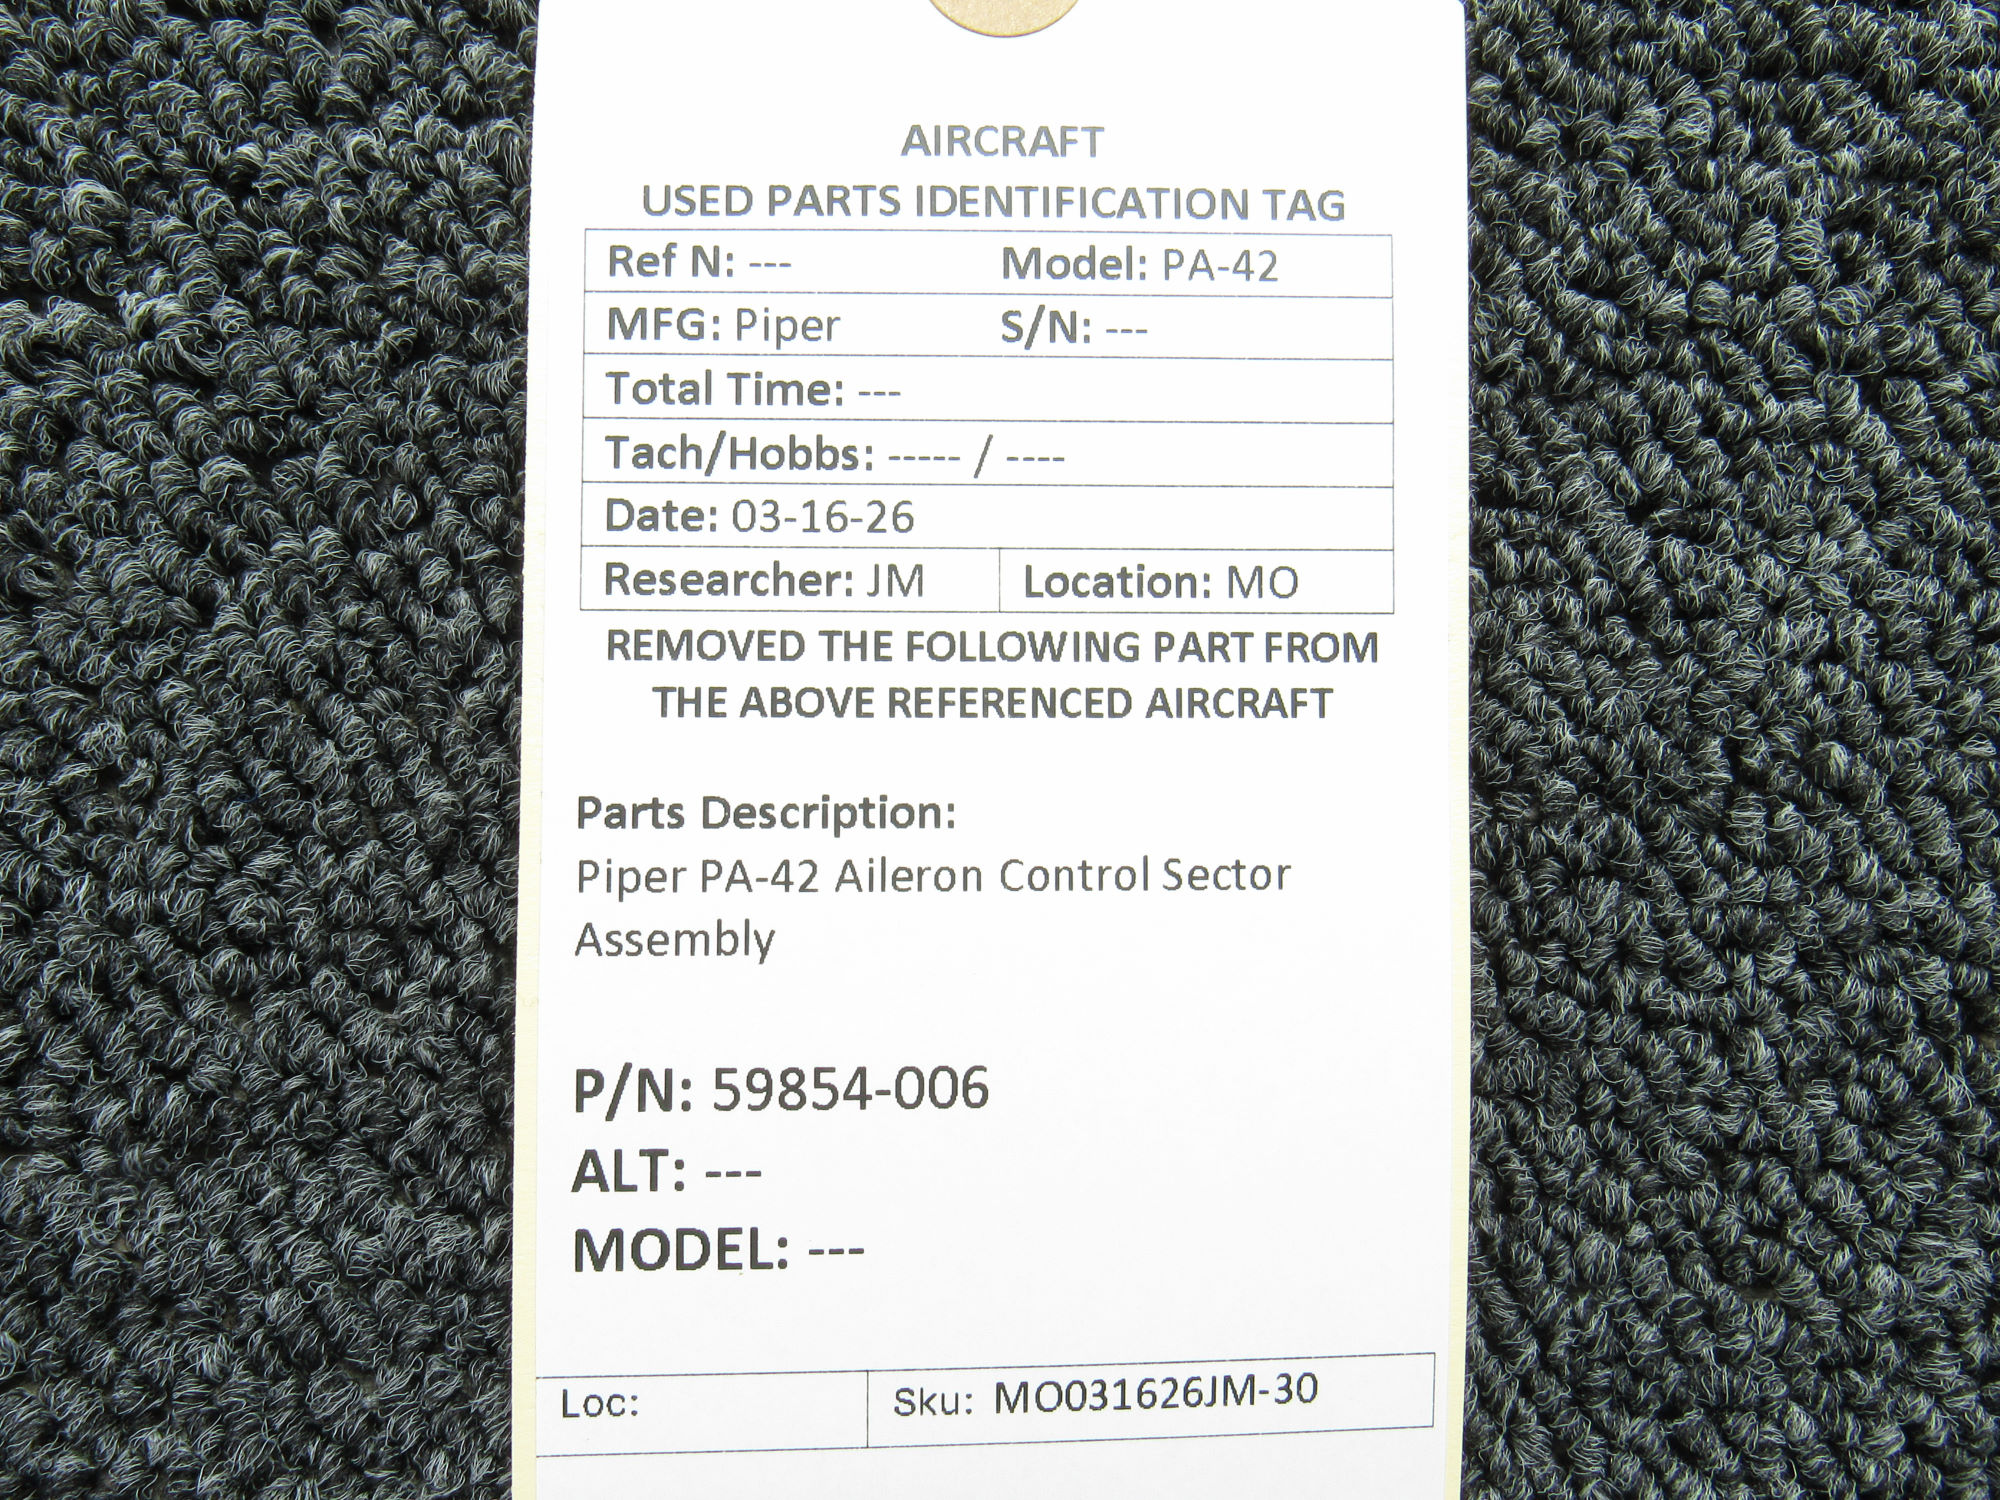 AIRCRAFT
USED PARTS IDENTIFICATION TAG
Ref N: --- Model: PA-42
MFG: Piper S/N: ---
Total Time: ---
Tach/Hobbs: ----- / ----
Date: 03-16-26
Researcher: JM Location: MO
REMOVED THE FOLLOWING PART FROM
THE ABOVE REFERENCED AIRCRAFT
Parts Description:
Piper PA-42 Aileron Control Sector
Assembly
P/N: 59854-006
ALT: ---
MODEL: ---
Loc: Sku: MO031626JM-30